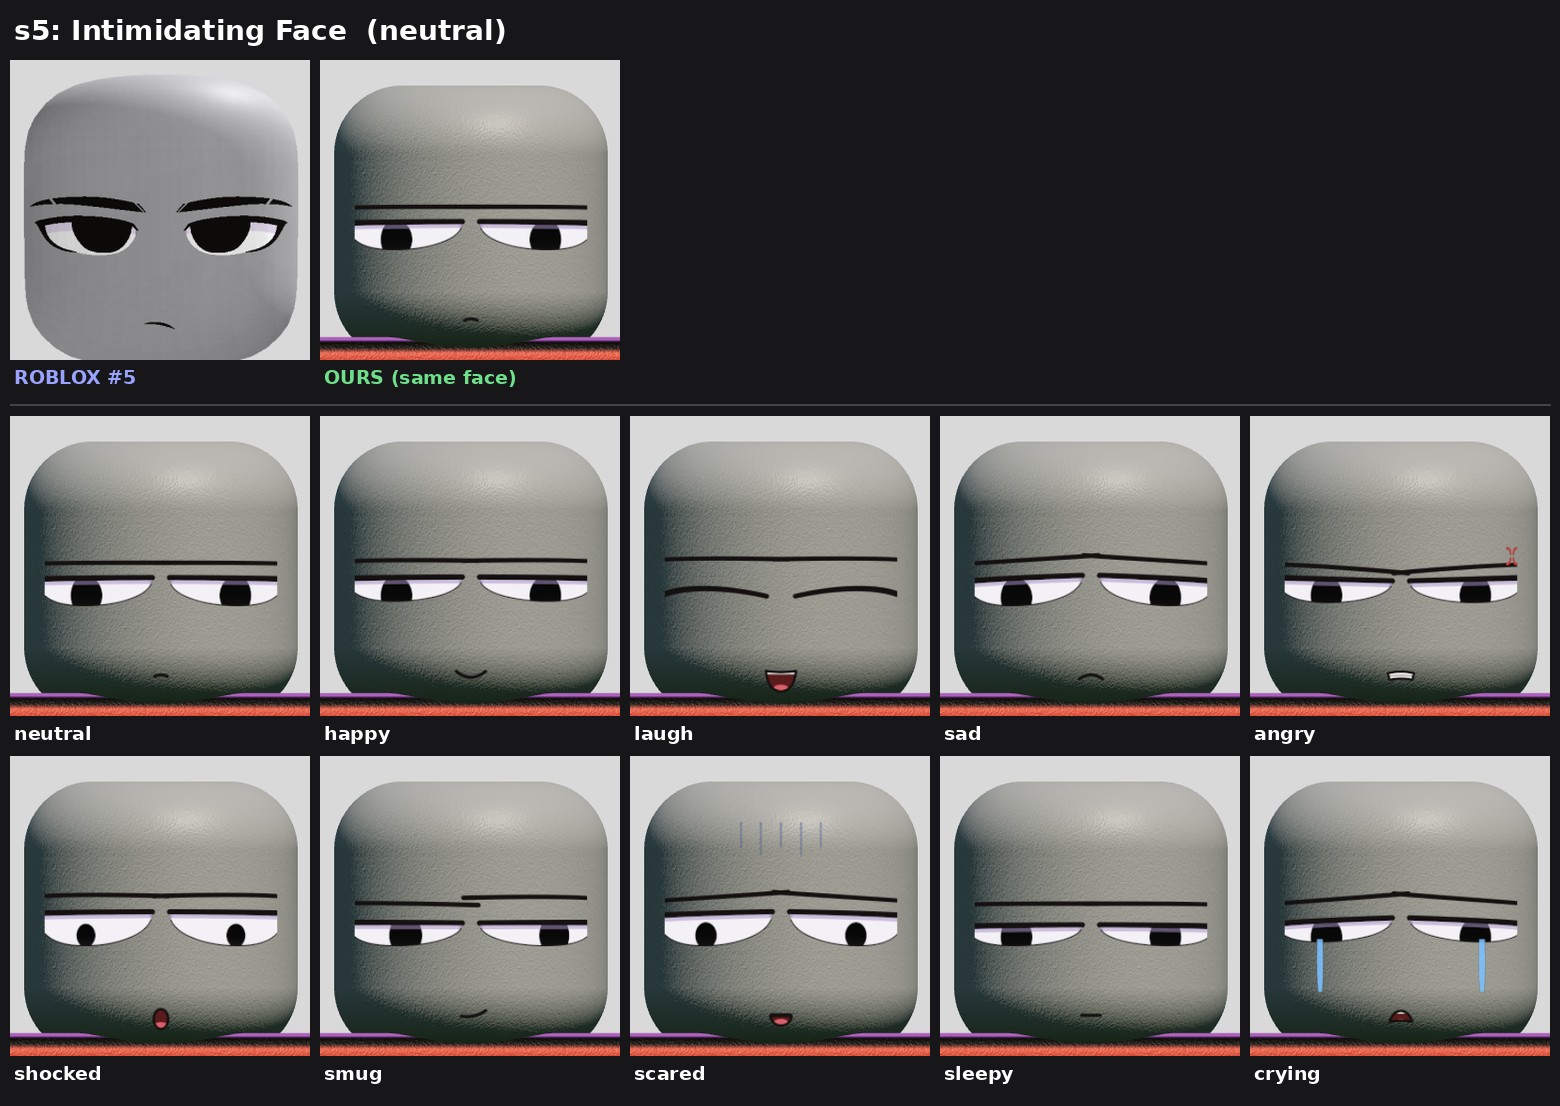 s5: Intimidating Face (neutral)
ROBLOX #5
OURS (same face)
neutral
happy
laugh
sad
angry
shocked
smug
scared
sleepy
crying